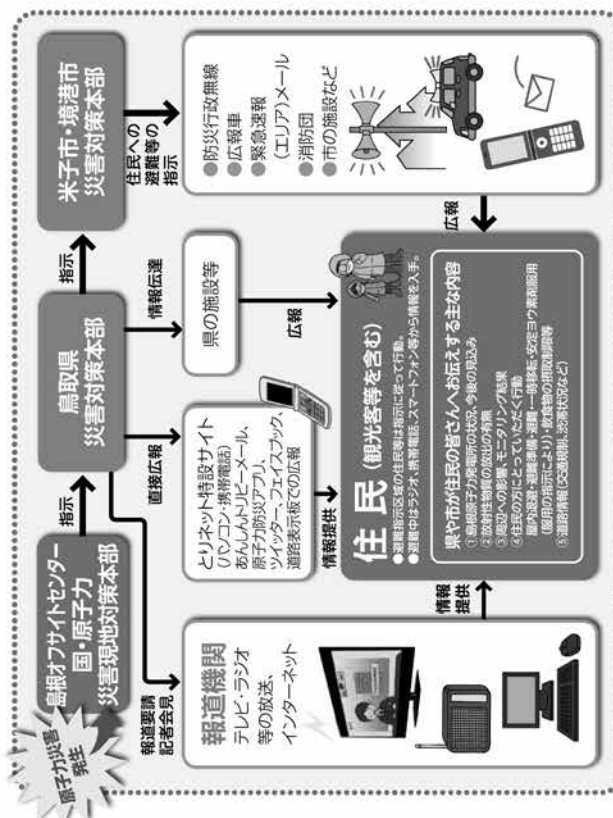 原子力災害
発生
島根オフサイトセンター
国・原子力
災害現地対策本部
指示
鳥取県
災害対策本部
指示
米子市・境港市
災害対策本部
報道要請
記者会見
直接広報
情報伝達
住民への
避難等の
指示
報道機関
テレビ・ラジオ
等の放送、
インターネット
とりネット特設サイト
(パソコン・携帯電話)
あんしんトリピーメール、
原子力防災アプリ、
ツイッター、フェイスブック、
道路表示板での広報
県の施設等
●防災行政無線
●広報車
●緊急速報
(エリア)メール
●消防団
●市の施設など
情報
提供
情報提供
広報
広報
住民(観光客等を含む)
●避難指示区域の住民等は指示に従って行動。
●避難中はラジオ、携帯電話、スマートフォン等から情報を入手。
県や市が住民の皆さんへお伝えする主な内容
①島根原子力発電所の状況、今後の見込み
②放射性物質の放出の有無
③周辺への影響、モニタリング結果
④住民の方にとっていただく行動
屋内退避・避難準備・避難・一時移転・安定ヨウ素剤服用
(服用の指示により)・飲食物の摂取制限等
⑤道路情報(交通規制、渋滞状況など)